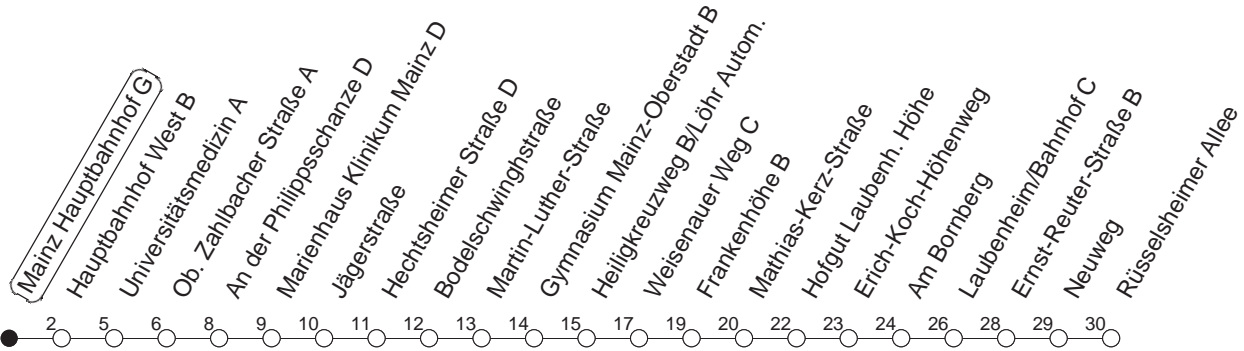 Mainz Hauptbahnhof G
Hauptbahnhof West B
Universitätsmedizin A
Ob. Zahlbacher Straße A
An der Philippsschanze D
Marienhaus Klinikum Mainz D
Jägerstraße
Hechtsheimer Straße D
Bodelschwinghstraße
Martin-Luther-Straße
Gymnasium Mainz-Oberstadt B
Heiligkreuzweg B/Löhr Autom.
Weisenauer Weg C
Frankenhöhe B
Mathias-Kerz-Straße
Hofgut Laubenh. Höhe
Erich-Koch-Höhenweg
Am Bornberg
Laubenheim/Bahnhof C
Ernst-Reuter-Straße B
Neuweg
Rüsselsheimer Allee
2 5 6 8 9 10 11 12 13 14 15 17 19 20 22 23 24 26 28 29 30